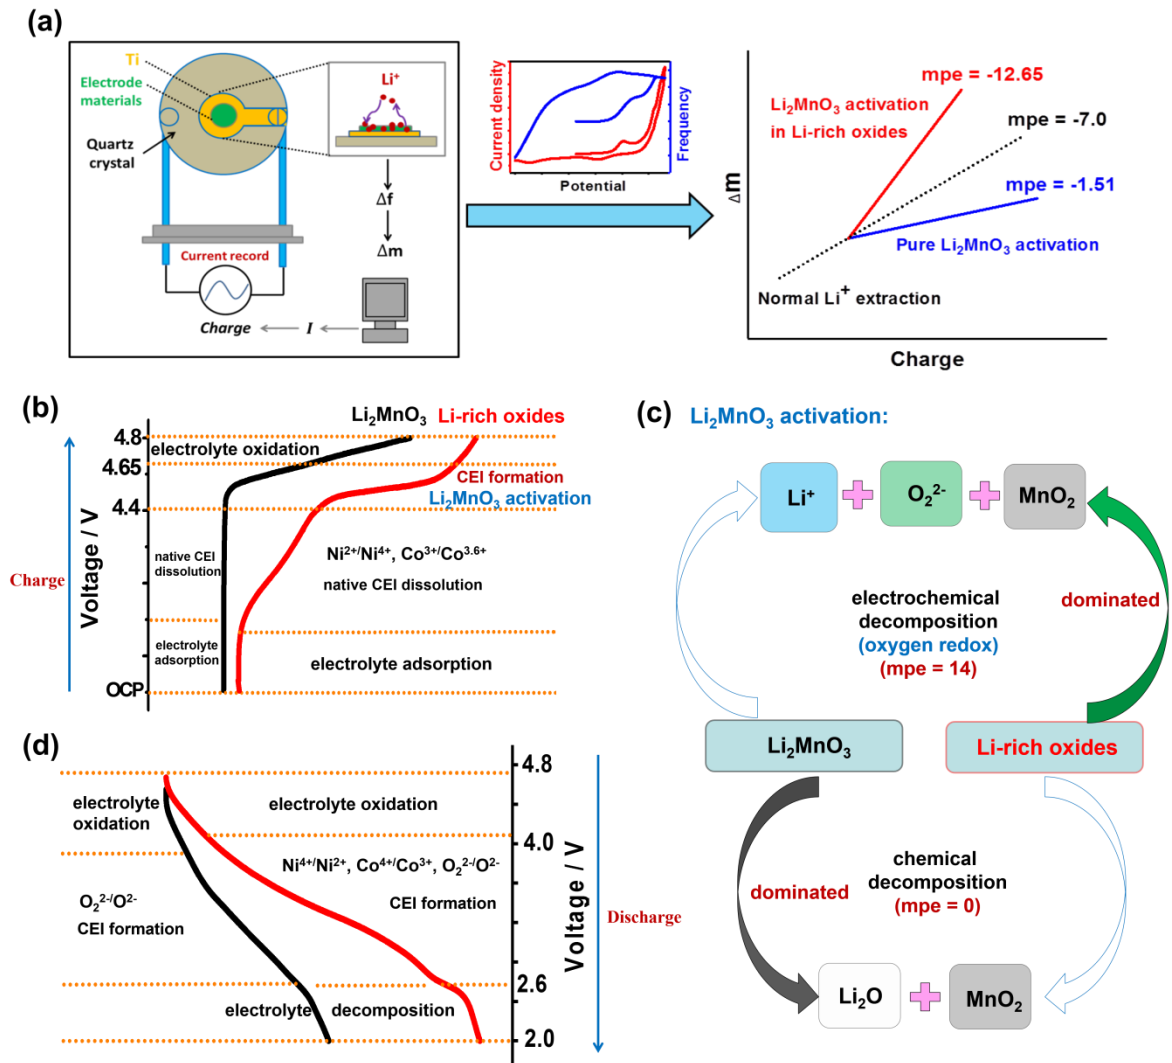 (a)
Ti
Electrode
materials
Quartz
crystal
Li⁺
Δf
Δm
Current record
Charge
I
Current density
Frequency
Potential
Δm
mpe = -12.65
Li₂MnO₃ activation
in Li-rich oxides
mpe = -7.0
mpe = -1.51
Pure Li₂MnO₃ activation
Normal Li⁺ extraction
Charge
(b)
Li₂MnO₃
Li-rich oxides
4.8
electrolyte oxidation
4.65
CEI formation
Li₂MnO₃ activation
4.4
Charge
Voltage / V
native CEI
dissolution
Ni²⁺/Ni⁴⁺, Co³⁺/Co³·⁶⁺
native CEI dissolution
electrolyte
adsorption
electrolyte adsorption
OCP
(c)
Li₂MnO₃ activation:
Li⁺
O₂²⁻
MnO₂
electrochemical
decomposition
(oxygen redox)
(mpe = 14)
dominated
Li₂MnO₃
Li-rich oxides
chemical
decomposition
(mpe = 0)
dominated
Li₂O
MnO₂
(d)
4.8
electrolyte
oxidation
electrolyte oxidation
4.0
Ni⁴⁺/Ni²⁺, Co⁴⁺/Co³⁺, O₂²⁻/O²⁻
CEI formation
O₂²⁻/O²⁻
CEI formation
Voltage / V
Discharge
2.6
electrolyte decomposition
2.0